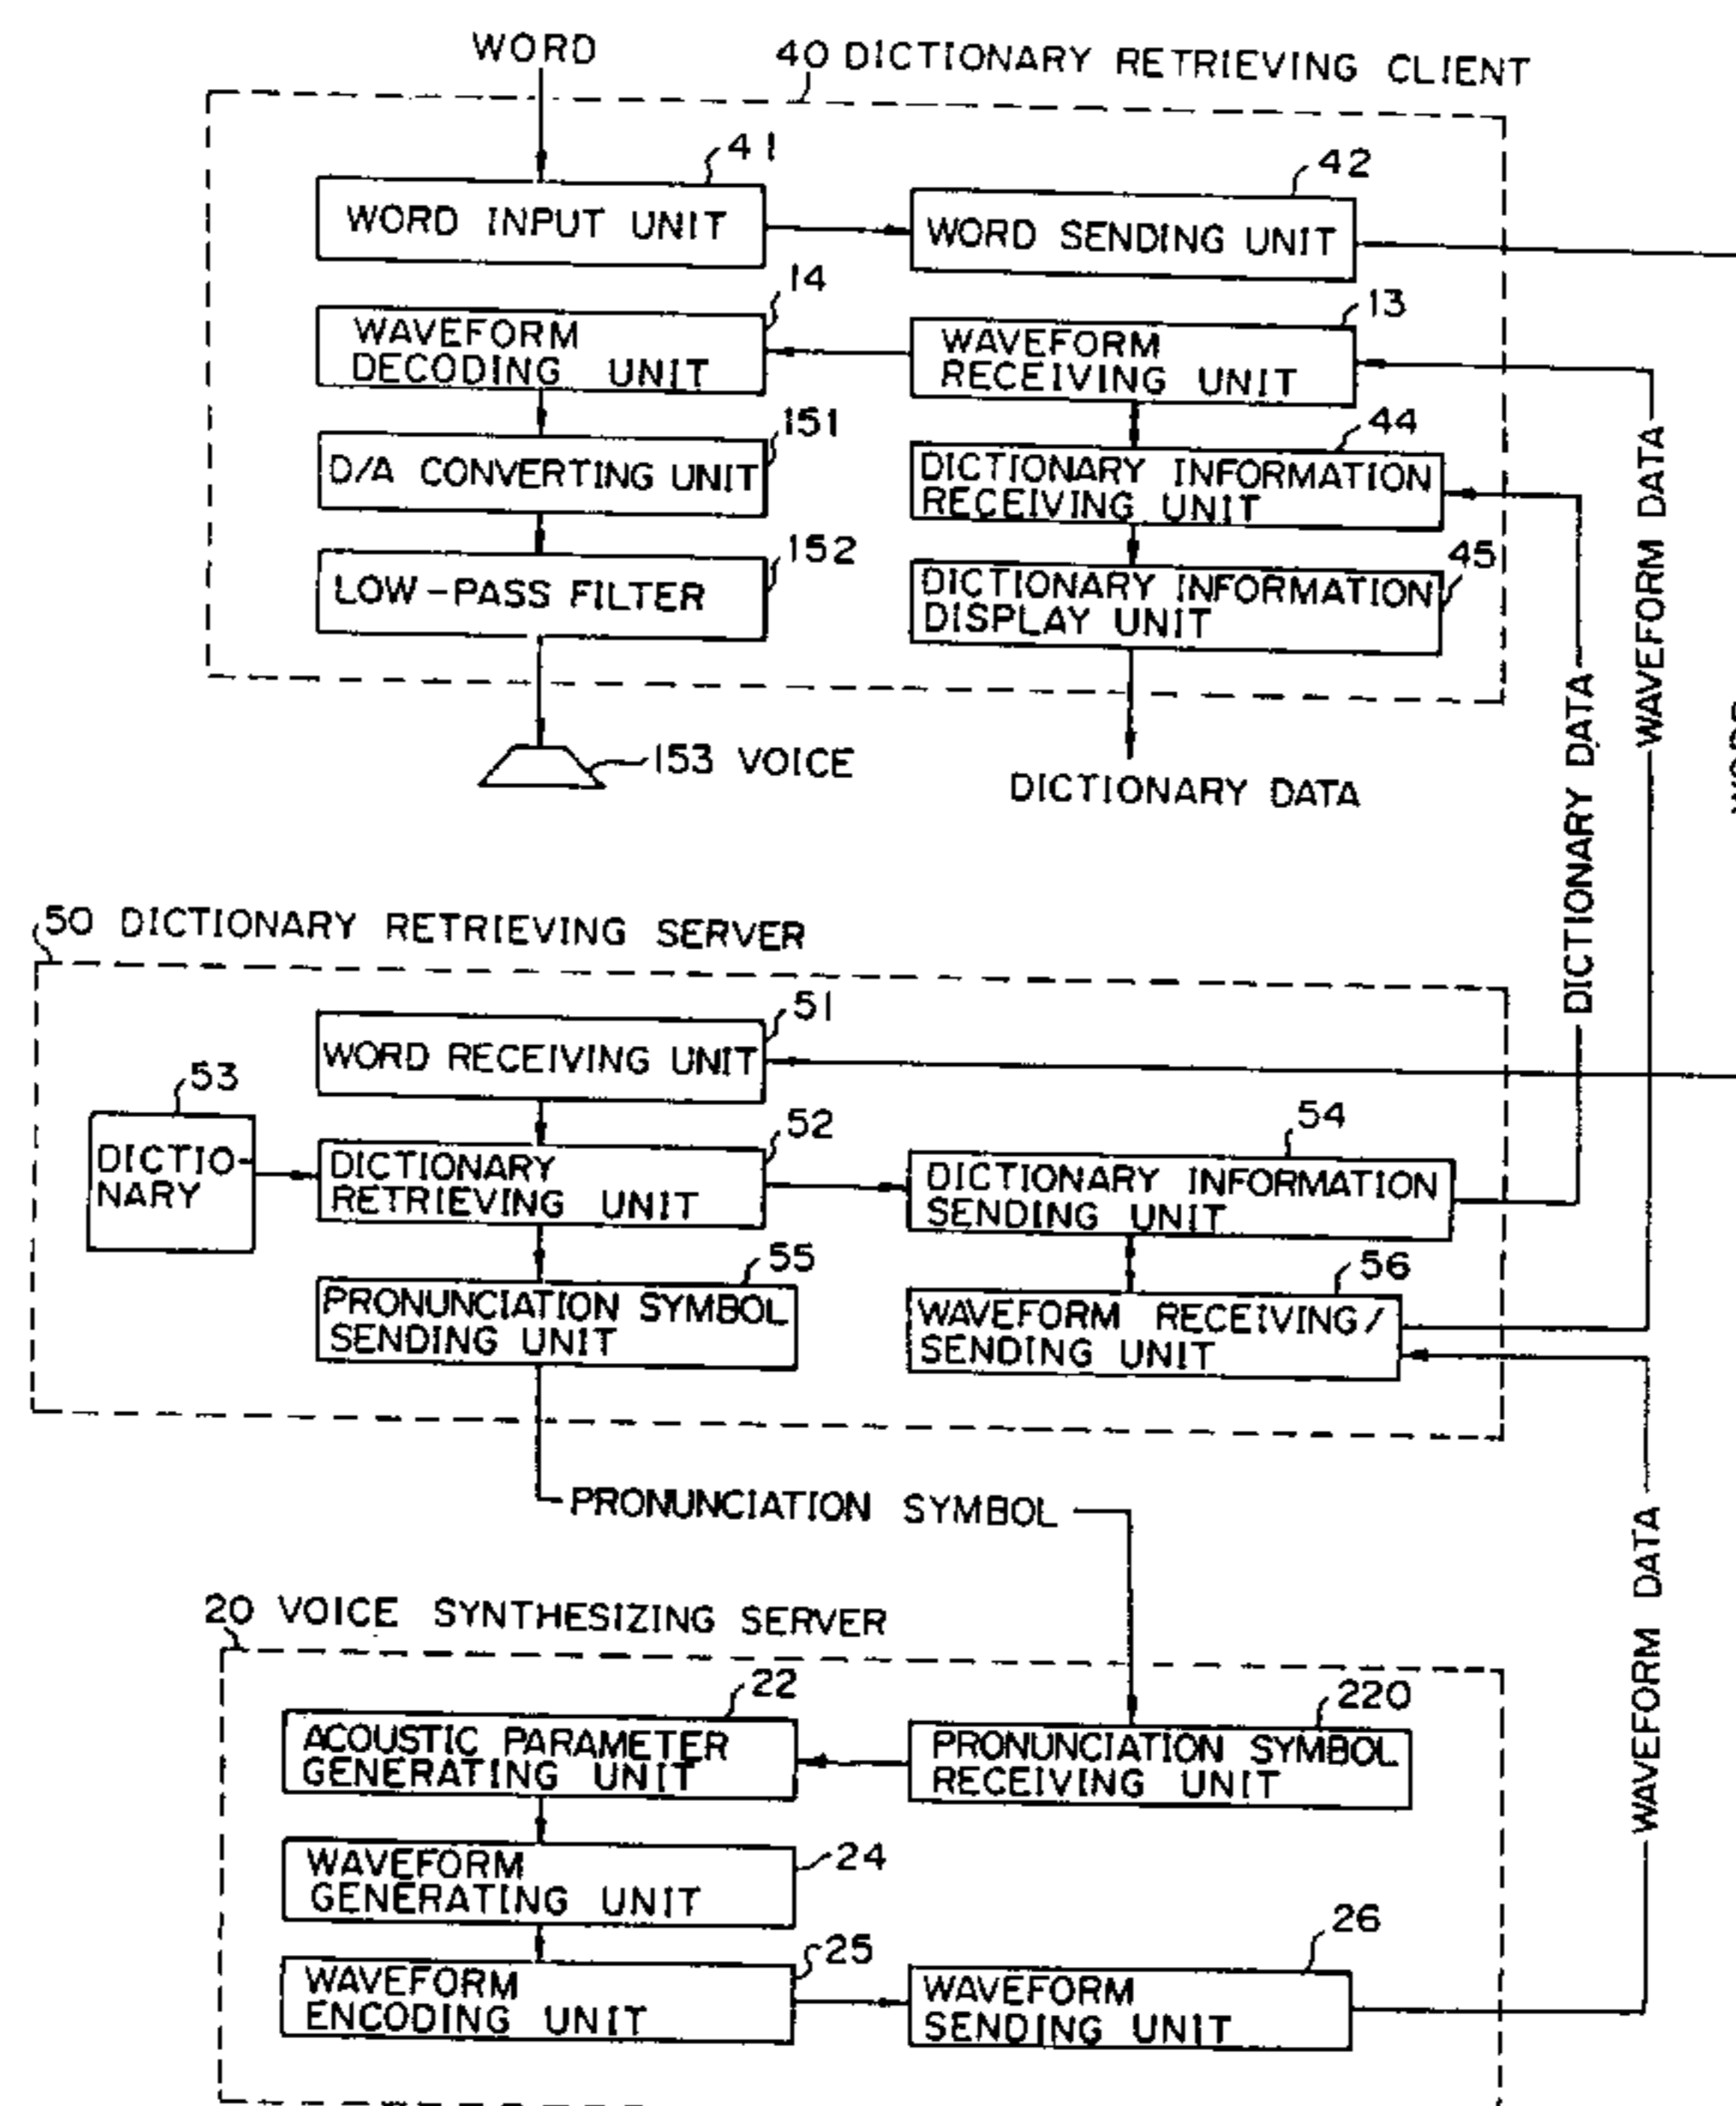 WORD
40 DICTIONARY RETRIEVING CLIENT
41
42
WORD INPUT UNIT
WORD SENDING UNIT
14
13
WAVEFORM
DECODING UNIT
WAVEFORM
RECEIVING UNIT
151
44
D/A CONVERTING UNIT
DICTIONARY INFORMATION
RECEIVING UNIT
152
45
LOW-PASS FILTER
DICTIONARY INFORMATION
DISPLAY UNIT
153 VOICE
DICTIONARY DATA
DICTIONARY DATA
WAVEFORM DATA
50 DICTIONARY RETRIEVING SERVER
51
WORD RECEIVING UNIT
53
DICTIO-
NARY
52
54
DICTIONARY
RETRIEVING UNIT
DICTIONARY INFORMATION
SENDING UNIT
55
56
PRONUNCIATION SYMBOL
SENDING UNIT
WAVEFORM RECEIVING/
SENDING UNIT
PRONUNCIATION SYMBOL
WAVEFORM DATA
20 VOICE SYNTHESIZING SERVER
22
220
ACOUSTIC PARAMETER
GENERATING UNIT
PRONUNCIATION SYMBOL
RECEIVING UNIT
24
WAVEFORM
GENERATING UNIT
25
26
WAVEFORM
ENCODING UNIT
WAVEFORM
SENDING UNIT